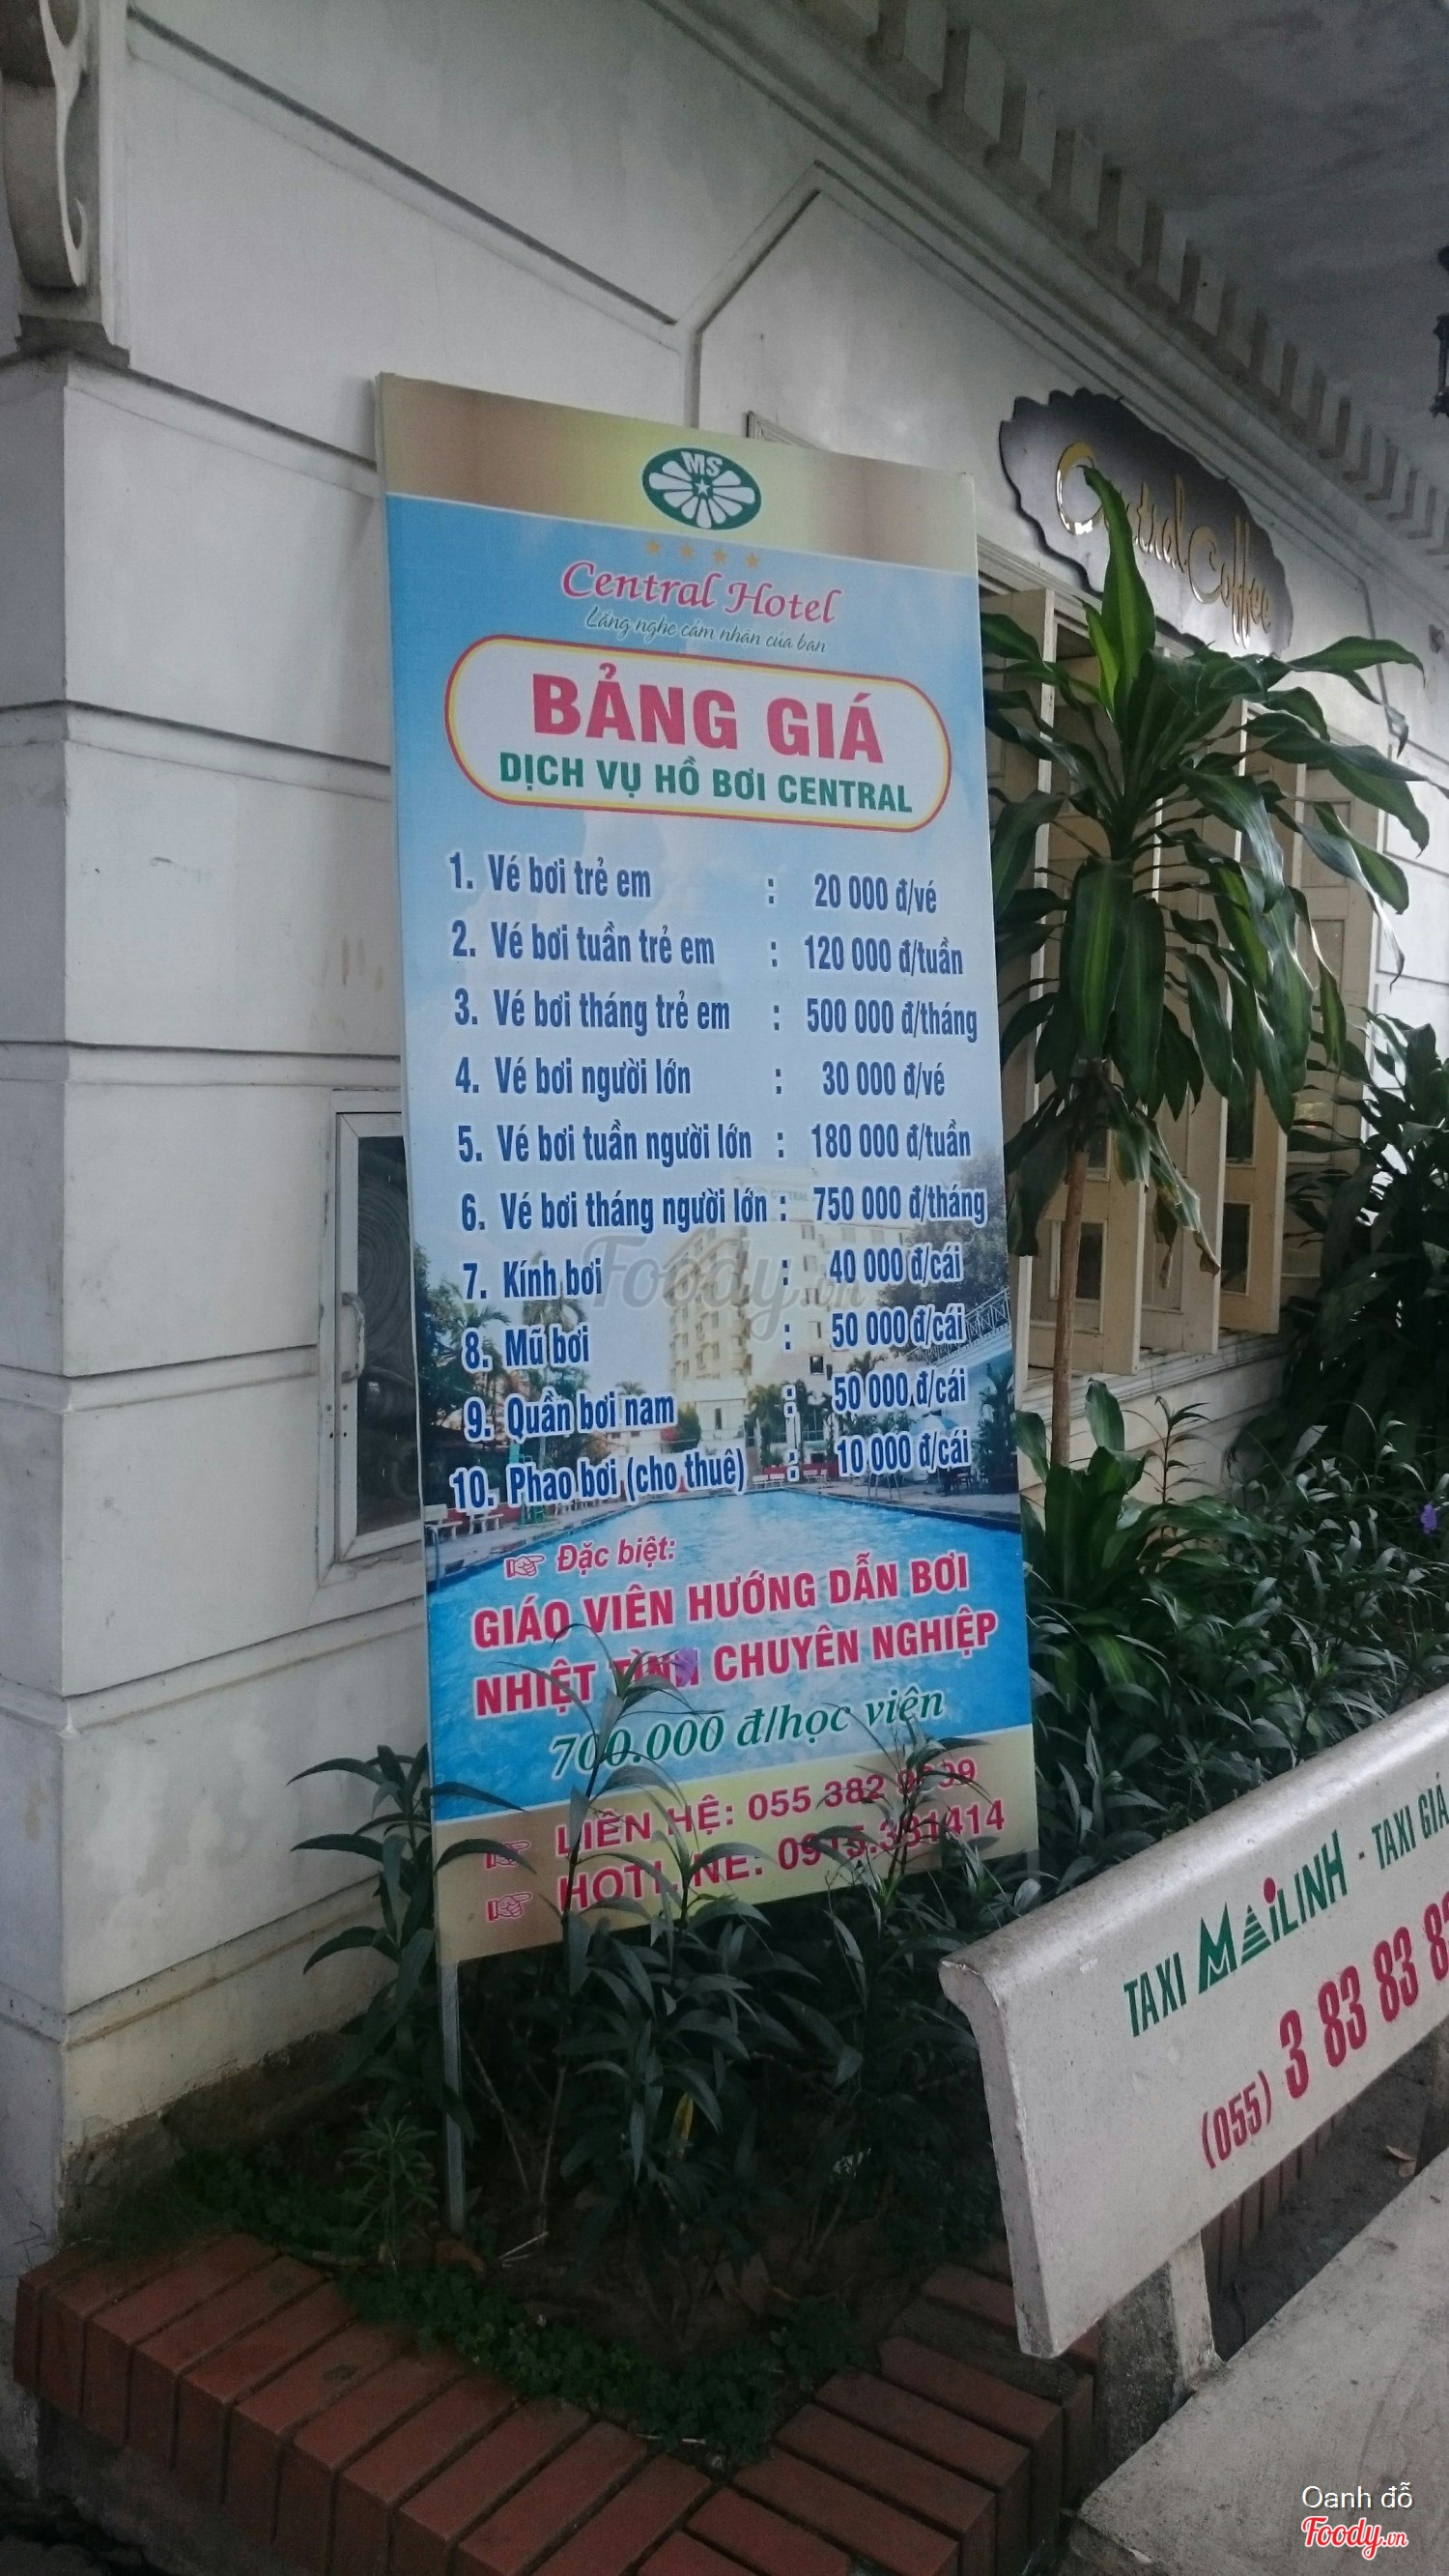 MS
Central Hotel
Lắng nghe cảm nhận của bạn
BẢNG GIÁ
DỊCH VỤ HỒ BƠI CENTRAL
1. Vé bơi trẻ em : 20 000 đ/vé
2. Vé bơi tuần trẻ em : 120 000 đ/tuần
3. Vé bơi tháng trẻ em : 500 000 đ/tháng
4. Vé bơi người lớn : 30 000 đ/vé
5. Vé bơi tuần người lớn : 180 000 đ/tuần
6. Vé bơi tháng người lớn : 750 000 đ/tháng
7. Kính bơi : 40 000 đ/cái
8. Mũ bơi : 50 000 đ/cái
9. Quần bơi nam : 50 000 đ/cái
10. Phao bơi (cho thuê) : 10 000 đ/cái
Đặc biệt:
GIÁO VIÊN HƯỚNG DẪN BƠI
NHIỆT TÌNH CHUYÊN NGHIỆP
700.000 đ/học viên
LIÊN HỆ: 055 382
HOTLINE:
Central Coffee
TAXI MAILINH - TAXI GIÁ
(055) 3 83 83 8
Foody.vn
Oanh đỗ
Foody.vn